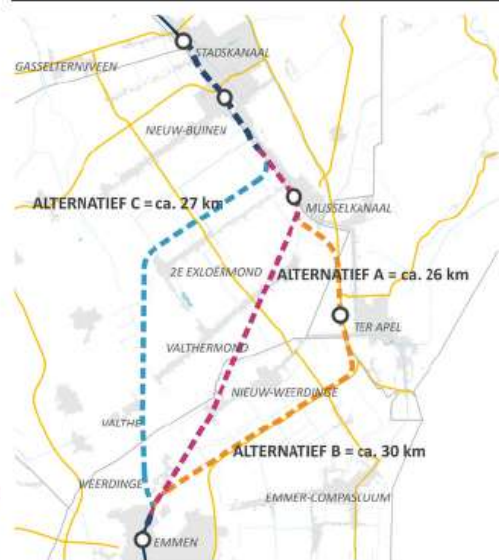 STADSKANAAL
GASSELTERNIJVEEN
NIEUW-BUINEN
ALTERNATIEF C = ca. 27 km
MUSSELKANAAL
2E EXLOËRMOND
ALTERNATIEF A = ca. 26 km
TER APEL
VALTHERMOND
NIEUW-WEERDINGE
VALTHE
ALTERNATIEF B = ca. 30 km
WEERDINGE
EMMER-COMPASCUUM
EMMEN